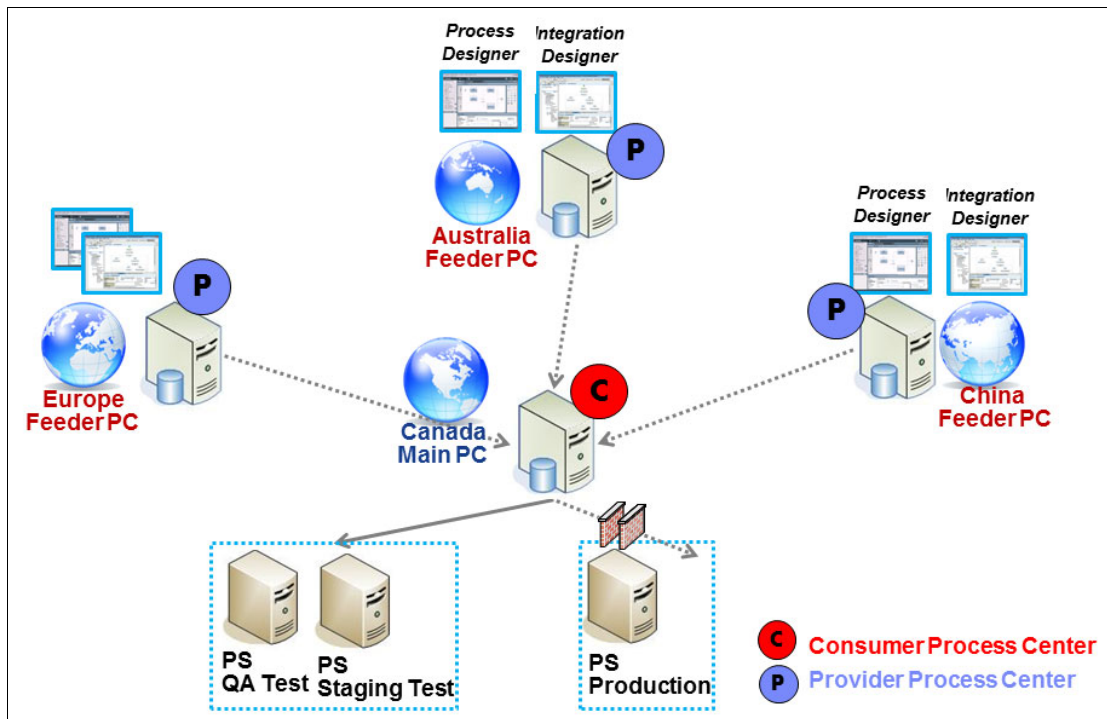 Process
Designer
Integration
Designer
P
Australia
Feeder PC
Process
Designer
Integration
Designer
P
China
Feeder PC
P
Europe
Feeder PC
C
Canada
Main PC
PS
QA Test
PS
Staging Test
PS
Production
C Consumer Process Center
P Provider Process Center